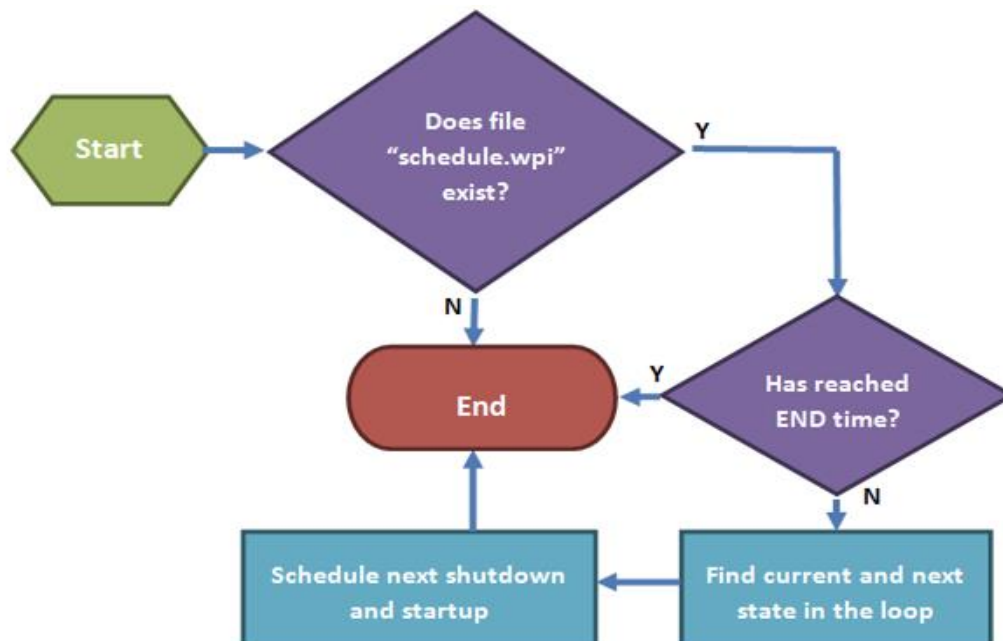 Start
Does file
“schedule.wpi”
exist?
Y
N
End
Y
Has reached
END time?
N
Schedule next shutdown
and startup
Find current and next
state in the loop